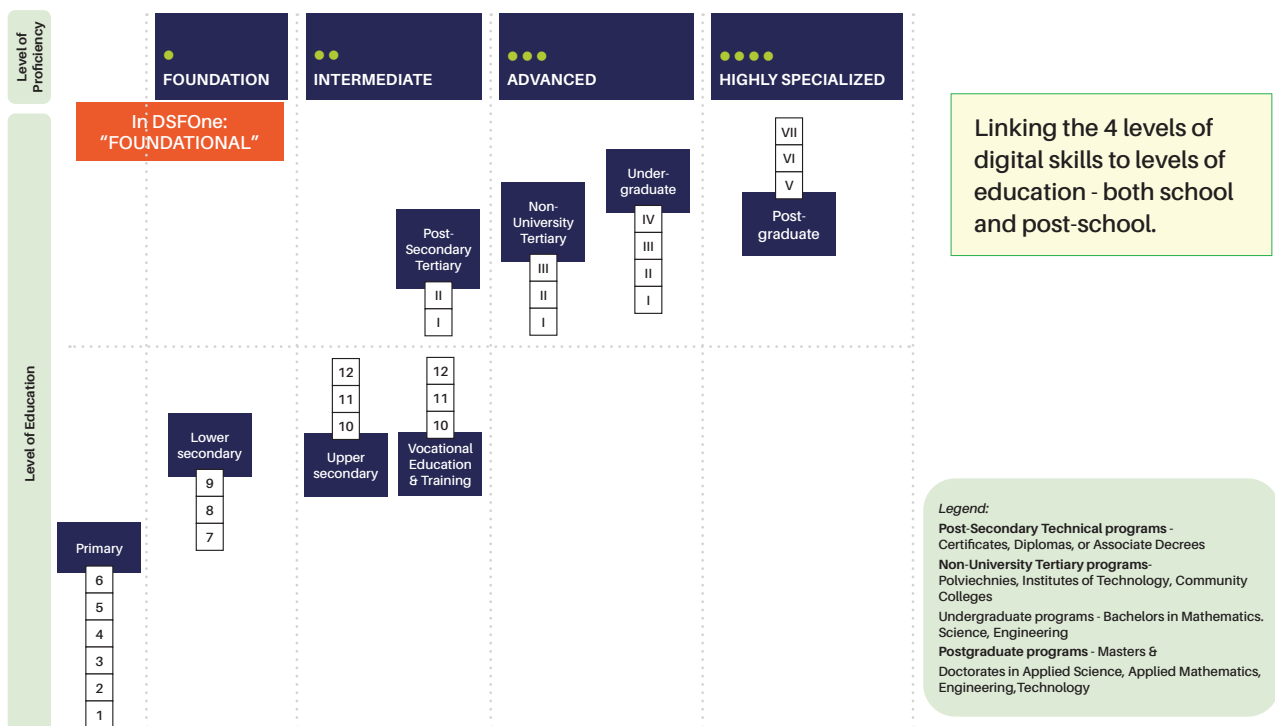 Level of
Proficiency
FOUNDATION
INTERMEDIATE
ADVANCED
HIGHLY SPECIALIZED
In DSFOne:
“FOUNDATIONAL”
Linking the 4 levels of
digital skills to levels of
education - both school
and post-school.
Level of Education
VII
VI
V
Post-
graduate
Under-
graduate
IV
III
II
I
Non-
University
Tertiary
III
II
I
Post-
Secondary
Tertiary
II
I
12
11
10
Upper
secondary
12
11
10
Vocational
Education
& Training
Lower
secondary
9
8
7
Primary
6
5
4
3
2
1
Legend:
Post-Secondary Technical programs -
Certificates, Diplomas, or Associate Decrees
Non-University Tertiary programs-
Polviechnies, Institutes of Technology, Community
Colleges
Undergraduate programs - Bachelors in Mathematics.
Science, Engineering
Postgraduate programs - Masters &
Doctorates in Applied Science, Applied Mathematics,
Engineering,Technology